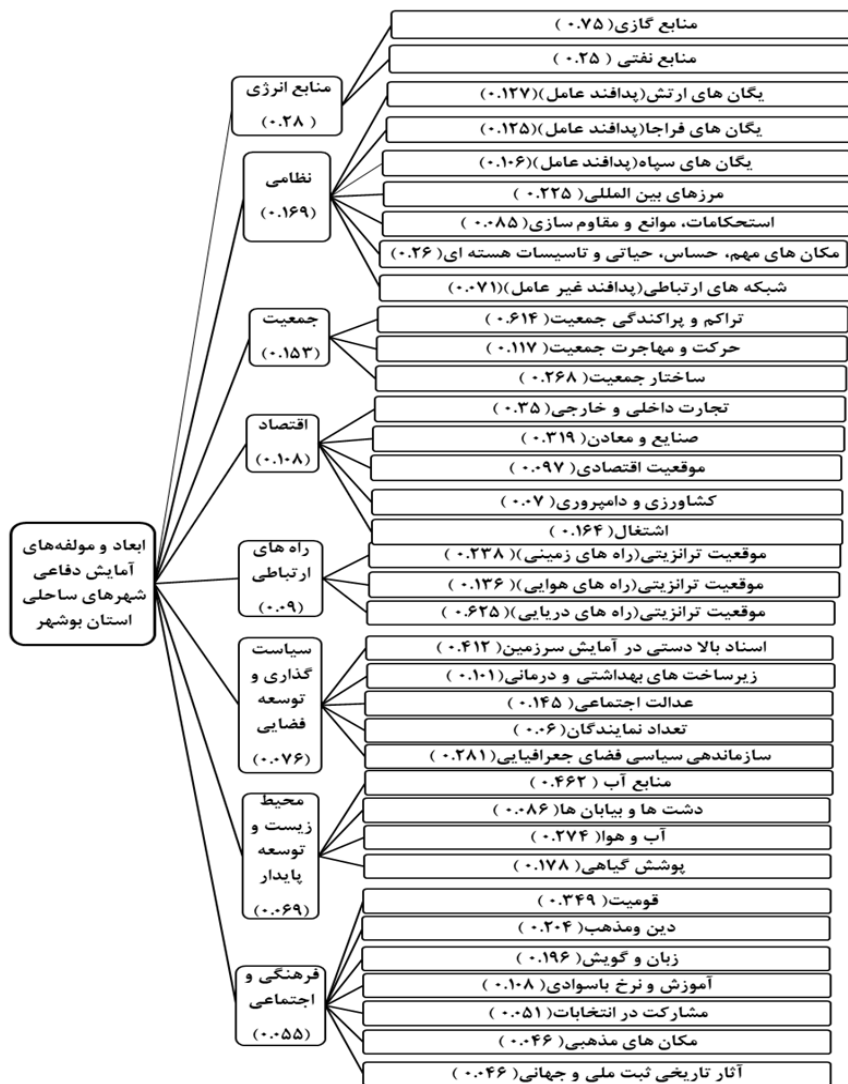 ابعاد و مولفه‌های
آمایش دفاعی
شهرهای ساحلی
استان بوشهر
منابع انرژی
(۰.۲۸ )
منابع گازی( ۰.۷۵ )
منابع نفتی ( ۰.۲۵ )
نظامی
(۰.۱۶۹)
یگان های ارتش(پدافند عامل)(۰.۱۲۷)
یگان های فراجا(پدافند عامل)(۰.۱۲۵)
یگان های سپاه(پدافند عامل)(۰.۱۰۶)
مرزهای بین المللی( ۰.۲۲۵ )
استحکامات، موانع و مقاوم سازی( ۰.۰۸۵ )
مکان های مهم، حساس، حیاتی و تاسیسات هسته ای( ۰.۲۶ )
شبکه های ارتباطی(پدافند غیر عامل)(۰.۰۷۱ )
جمعیت
(۰.۱۵۳)
تراکم و پراکندگی جمعیت( ۰.۶۱۴ )
حرکت و مهاجرت جمعیت( ۰.۱۱۷ )
ساختار جمعیت( ۰.۲۶۸ )
اقتصاد
(۰.۱۰۸)
تجارت داخلی و خارجی( ۰.۳۵ )
صنایع و معادن( ۰.۳۱۹ )
موقعیت اقتصادی( ۰.۰۹۷ )
کشاورزی و دامپروری( ۰.۰۷ )
اشتغال( ۰.۱۶۴ )
راه های
ارتباطی
(۰.۰۹)
موقعیت ترانزیتی(راه های زمینی)( ۰.۲۳۸ )
موقعیت ترانزیتی(راه های هوایی)( ۰.۱۳۶ )
موقعیت ترانزیتی(راه های دریایی)( ۰.۶۲۵ )
سیاست
گذاری و
توسعه
فضایی
(۰.۰۷۶)
اسناد بالا دستی در آمایش سرزمین( ۰.۴۱۲ )
زیرساخت های بهداشتی و درمانی( ۰.۱۰۱ )
عدالت اجتماعی( ۰.۱۴۵ )
تعداد نمایندگان( ۰.۰۶ )
سازماندهی سیاسی فضای جعرافیایی( ۰.۲۸۱ )
محیط
زیست و
توسعه
پایدار
(۰.۰۶۹)
منابع آب ( ۰.۴۶۲ )
دشت ها و بیابان ها( ۰.۰۸۶ )
آب و هوا( ۰.۲۷۴ )
پوشش گیاهی( ۰.۱۷۸ )
فرهنگی و
اجتماعی
(۰.۰۵۵)
قومیت( ۰.۳۴۹ )
دین ومذهب( ۰.۲۰۴ )
زبان و گویش( ۰.۱۹۶ )
آموزش و نرخ باسوادی( ۰.۱۰۸ )
مشارکت در انتخابات( ۰.۰۵۱ )
مکان های مذهبی( ۰.۰۴۶ )
آثار تاریخی ثبت ملی و جهانی( ۰.۰۴۶ )